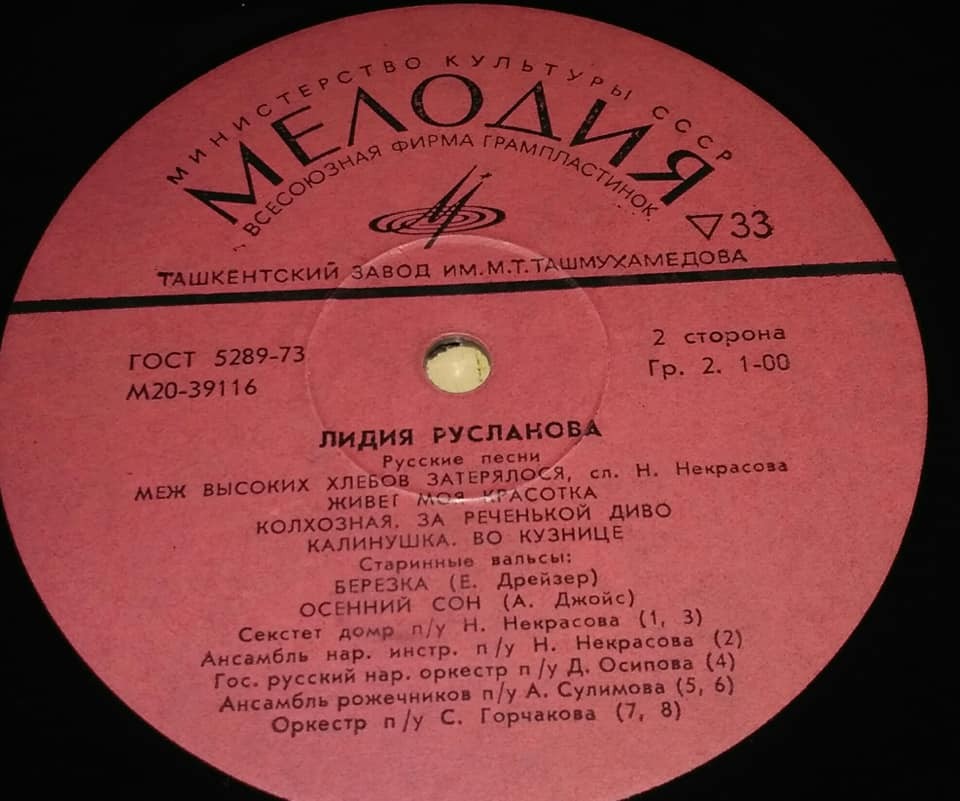 МИНИСТЕРСТВО КУЛЬТУРЫ СССР
МЕЛОДИЯ
ВСЕСОЮЗНАЯ ФИРМА ГРАМПЛАСТИНОК
▽33
ТАШКЕНТСКИЙ ЗАВОД ИМ.М.Т.ТАШМУХАМЕДОВА
ГОСТ 5289-73
М20-39116
2 сторона
Гр. 2. 1-00
ЛИДИЯ РУСЛАНОВА
Русские песни
МЕЖ ВЫСОКИХ ХЛЕБОВ ЗАТЕРЯЛОСЯ, сл. Н. Некрасова
ЖИВЕТ МОЯ КРАСОТКА
КОЛХОЗНАЯ. ЗА РЕЧЕНЬКОЙ ДИВО
КАЛИНУШКА. ВО КУЗНИЦЕ
Старинные вальсы:
БЕРЕЗКА (Е. Дрейзер)
ОСЕННИЙ СОН (А. Джойс)
Секстет домр п/у Н. Некрасова (1, 3)
Ансамбль нар. инстр. п/у Н. Некрасова (2)
Гос. русский нар. оркестр п/у Д. Осипова (4)
Ансамбль рожечников п/у А. Сулимова (5, 6)
Оркестр п/у С. Горчакова (7, 8)